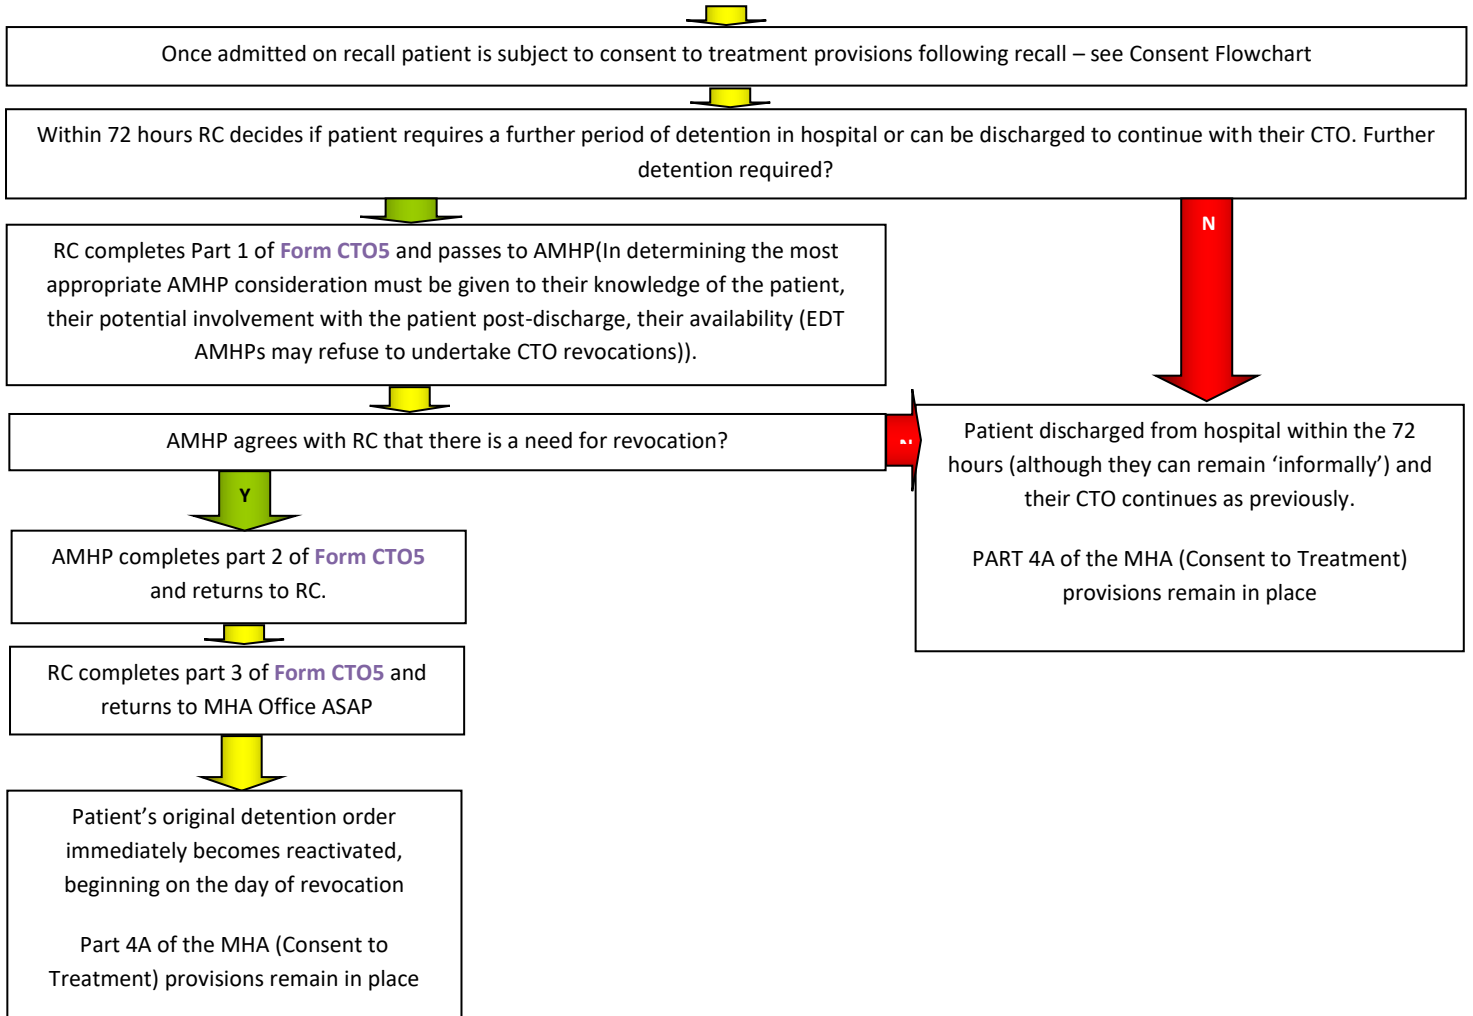 Once admitted on recall patient is subject to consent to treatment provisions following recall – see Consent Flowchart
Within 72 hours RC decides if patient requires a further period of detention in hospital or can be discharged to continue with their CTO. Further
detention required?
N
RC completes Part 1 of Form CTO5 and passes to AMHP(In determining the most
appropriate AMHP consideration must be given to their knowledge of the patient,
their potential involvement with the patient post-discharge, their availability (EDT
AMHPs may refuse to undertake CTO revocations)).
AMHP agrees with RC that there is a need for revocation?
Patient discharged from hospital within the 72
hours (although they can remain ‘informally’) and
their CTO continues as previously.
PART 4A of the MHA (Consent to Treatment)
provisions remain in place
Y
AMHP completes part 2 of Form CTO5
and returns to RC.
RC completes part 3 of Form CTO5 and
returns to MHA Office ASAP
Patient’s original detention order
immediately becomes reactivated,
beginning on the day of revocation
Part 4A of the MHA (Consent to
Treatment) provisions remain in place